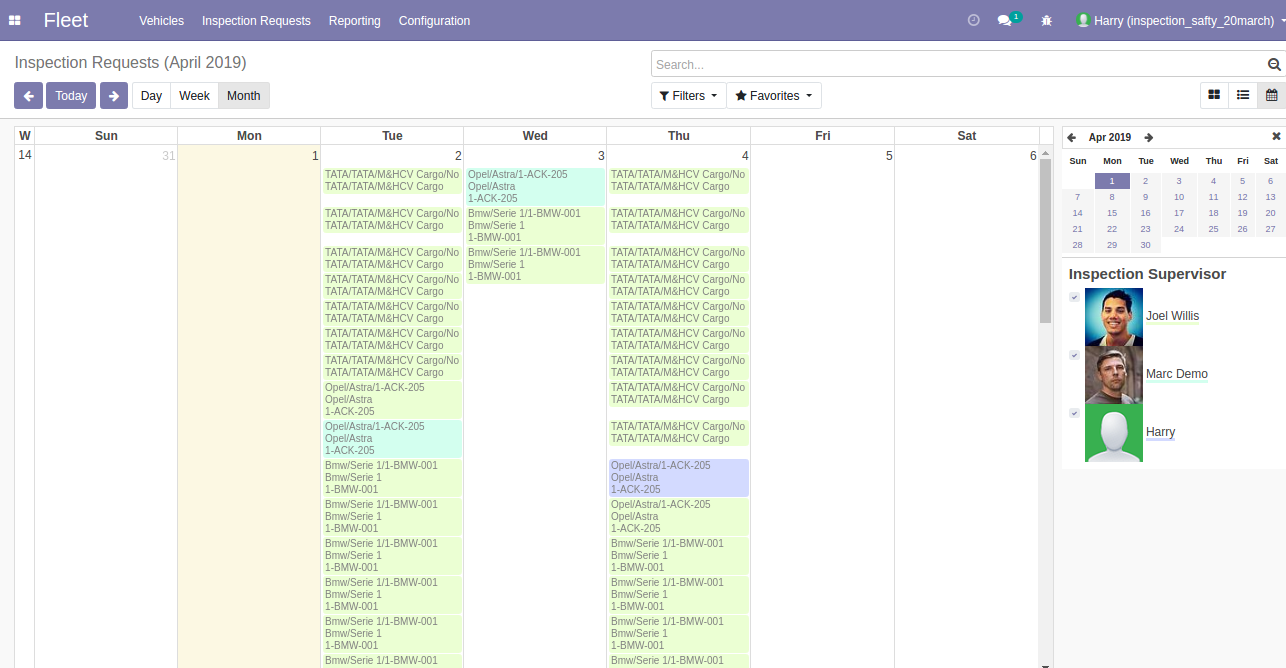 Fleet
Vehicles Inspection Requests Reporting Configuration
1
Harry (inspection_safty_20march)
Inspection Requests (April 2019)
Search...
Today Day Week Month
Filters Favorites
W Sun Mon Tue Wed Thu Fri Sat
14 31 1 2 3 4 5 6
TATA/TATA/M&HCV Cargo/No
TATA/TATA/M&HCV Cargo
TATA/TATA/M&HCV Cargo/No
TATA/TATA/M&HCV Cargo
TATA/TATA/M&HCV Cargo/No
TATA/TATA/M&HCV Cargo
TATA/TATA/M&HCV Cargo/No
TATA/TATA/M&HCV Cargo
TATA/TATA/M&HCV Cargo/No
TATA/TATA/M&HCV Cargo
TATA/TATA/M&HCV Cargo/No
TATA/TATA/M&HCV Cargo
TATA/TATA/M&HCV Cargo/No
TATA/TATA/M&HCV Cargo
Opel/Astra/1-ACK-205
Opel/Astra
1-ACK-205
Opel/Astra/1-ACK-205
Opel/Astra
1-ACK-205
Bmw/Serie 1/1-BMW-001
Bmw/Serie 1
1-BMW-001
Bmw/Serie 1/1-BMW-001
Bmw/Serie 1
1-BMW-001
Bmw/Serie 1/1-BMW-001
Bmw/Serie 1
1-BMW-001
Bmw/Serie 1/1-BMW-001
Bmw/Serie 1
1-BMW-001
Bmw/Serie 1/1-BMW-001
Bmw/Serie 1
1-BMW-001
Bmw/Serie 1/1-BMW-001
Opel/Astra/1-ACK-205
Opel/Astra
1-ACK-205
Bmw/Serie 1/1-BMW-001
Bmw/Serie 1
1-BMW-001
Bmw/Serie 1/1-BMW-001
Bmw/Serie 1
1-BMW-001
TATA/TATA/M&HCV Cargo/No
TATA/TATA/M&HCV Cargo
TATA/TATA/M&HCV Cargo/No
TATA/TATA/M&HCV Cargo
TATA/TATA/M&HCV Cargo/No
TATA/TATA/M&HCV Cargo
TATA/TATA/M&HCV Cargo/No
TATA/TATA/M&HCV Cargo
TATA/TATA/M&HCV Cargo/No
TATA/TATA/M&HCV Cargo
TATA/TATA/M&HCV Cargo/No
TATA/TATA/M&HCV Cargo
TATA/TATA/M&HCV Cargo/No
TATA/TATA/M&HCV Cargo
TATA/TATA/M&HCV Cargo/No
TATA/TATA/M&HCV Cargo
TATA/TATA/M&HCV Cargo/No
TATA/TATA/M&HCV Cargo
Opel/Astra/1-ACK-205
Opel/Astra
1-ACK-205
Opel/Astra/1-ACK-205
Opel/Astra
1-ACK-205
Bmw/Serie 1/1-BMW-001
Bmw/Serie 1
1-BMW-001
Bmw/Serie 1/1-BMW-001
Bmw/Serie 1
1-BMW-001
Bmw/Serie 1/1-BMW-001
Bmw/Serie 1
1-BMW-001
Bmw/Serie 1/1-BMW-001
Apr 2019
Sun Mon Tue Wed Thu Fri Sat
1 2 3 4 5 6
7 8 9 10 11 12 13
14 15 16 17 18 19 20
21 22 23 24 25 26 27
28 29 30
Inspection Supervisor
Joel Willis
Marc Demo
Harry